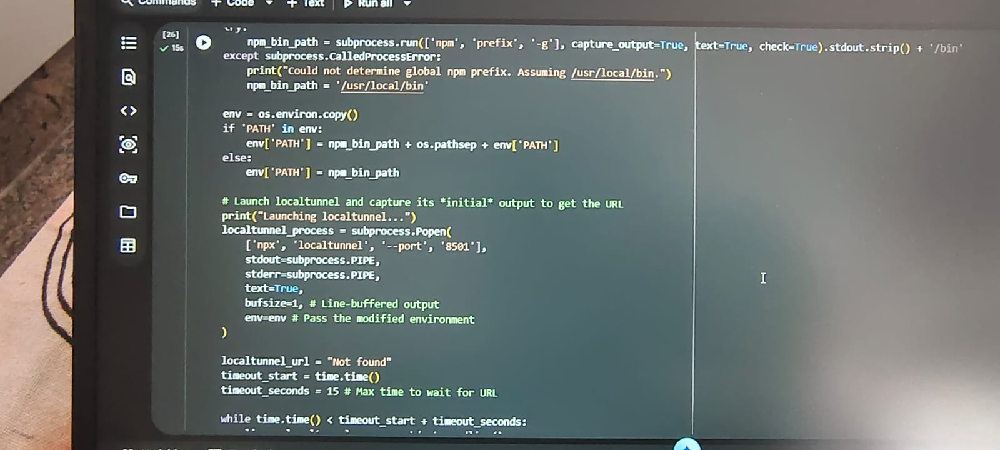 Commands + Code + Text Run all
[26]
15s
try:
npm_bin_path = subprocess.run(['npm', 'prefix', '-g'], capture_output=True, text=True, check=True).stdout.strip() + '/bin'
except subprocess.CalledProcessError:
print("Could not determine global npm prefix. Assuming /usr/local/bin.")
npm_bin_path = '/usr/local/bin'
env = os.environ.copy()
if 'PATH' in env:
env['PATH'] = npm_bin_path + os.pathsep + env['PATH']
else:
env['PATH'] = npm_bin_path
# Launch localtunnel and capture its *initial* output to get the URL
print("Launching localtunnel...")
localtunnel_process = subprocess.Popen(
['npx', 'localtunnel', '--port', '8501'],
stdout=subprocess.PIPE,
stderr=subprocess.PIPE,
text=True,
bufsize=1, # Line-buffered output
env=env # Pass the modified environment
)
localtunnel_url = "Not found"
timeout_start = time.time()
timeout_seconds = 15 # Max time to wait for URL
while time.time() < timeout_start + timeout_seconds: